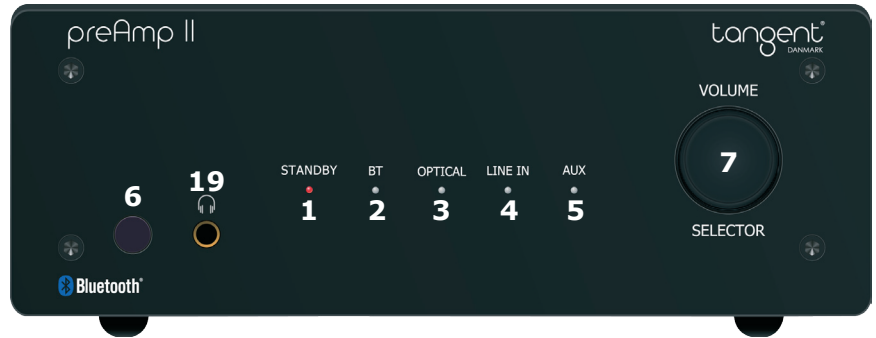 preAmp II
tangent®
DANMARK
VOLUME
7
SELECTOR
STANDBY BT OPTICAL LINE IN AUX
1 2 3 4 5
6
19
Bluetooth®